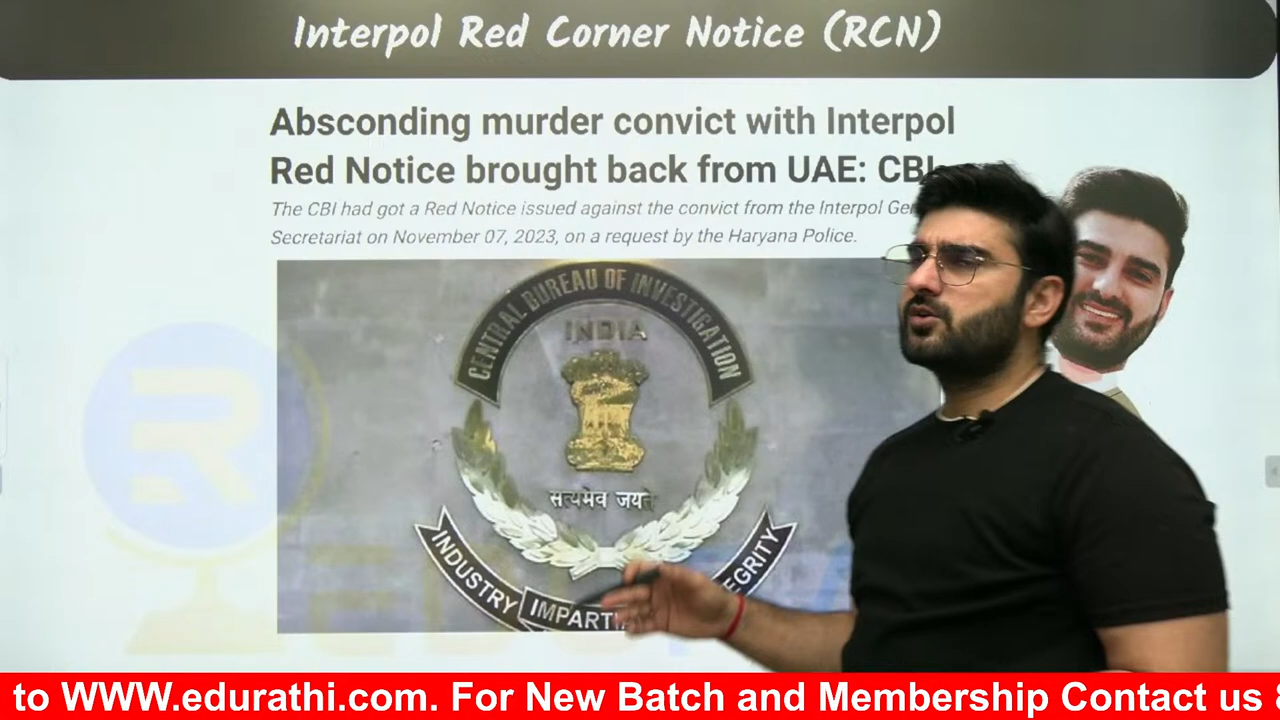 Interpol Red Corner Notice (RCN)
Absconding murder convict with Interpol
Red Notice brought back from UAE: CBI
The CBI had got a Red Notice issued against the convict from the Interpol
Secretariat on November 07, 2023, on a request by the Haryana Police.
CENTRAL BUREAU OF INVESTIGATION
INDIA
सत्यमेव जयते
INDUSTRY
R
to WWW.edurathi.com. For New Batch and Membership Contact us